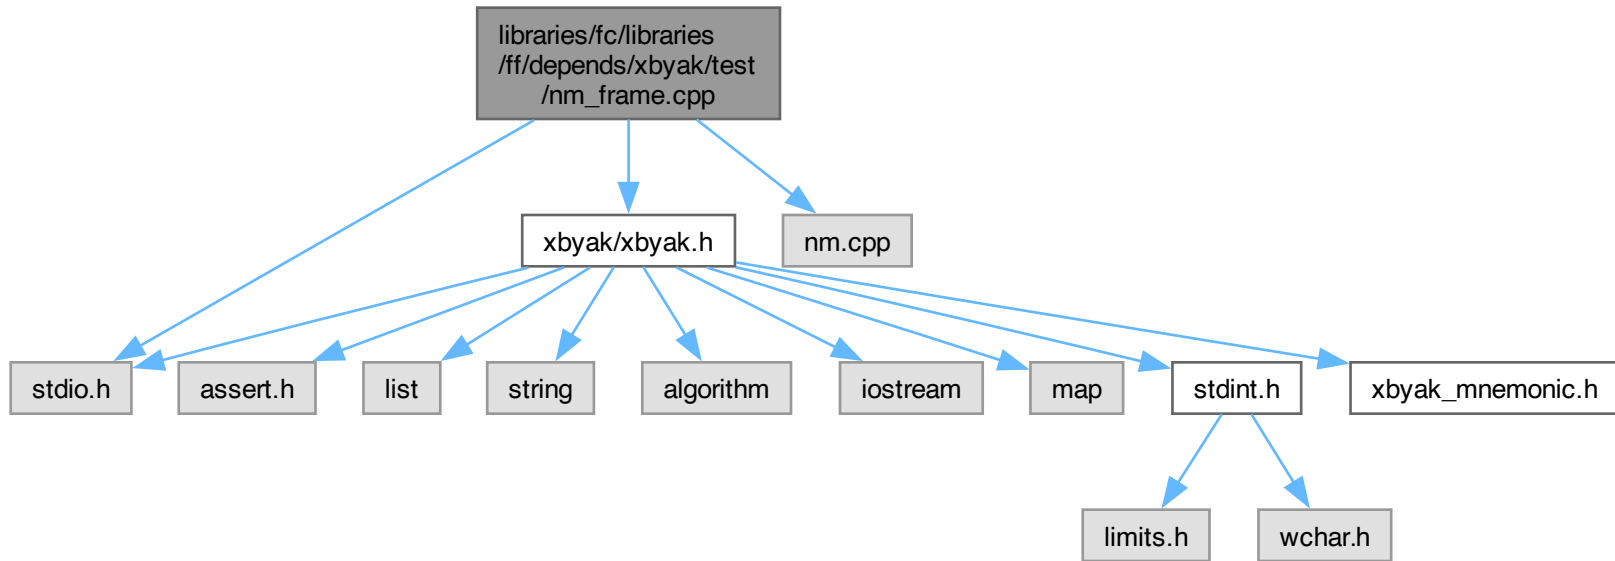 libraries/fc/libraries
/ff/depends/xbyak/test
/nm_frame.cpp
xbyak/xbyak.h
nm.cpp
stdio.h
assert.h
list
string
algorithm
iostream
map
stdint.h
xbyak_mnemonic.h
limits.h
wchar.h